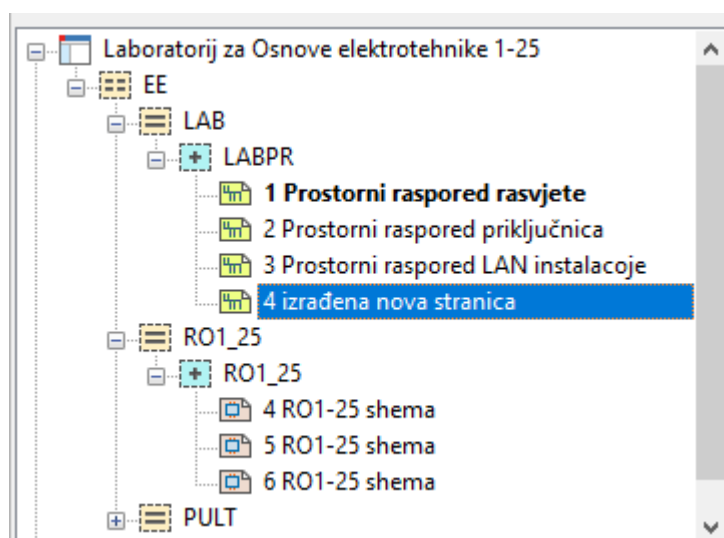 Laboratorij za Osnove elektrotehnike 1-25
EE
LAB
LABPR
1 Prostorni raspored rasvjete
2 Prostorni raspored priključnica
3 Prostorni raspored LAN instalacoje
4 izrađena nova stranica
RO1_25
RO1_25
4 RO1-25 shema
5 RO1-25 shema
6 RO1-25 shema
PULT